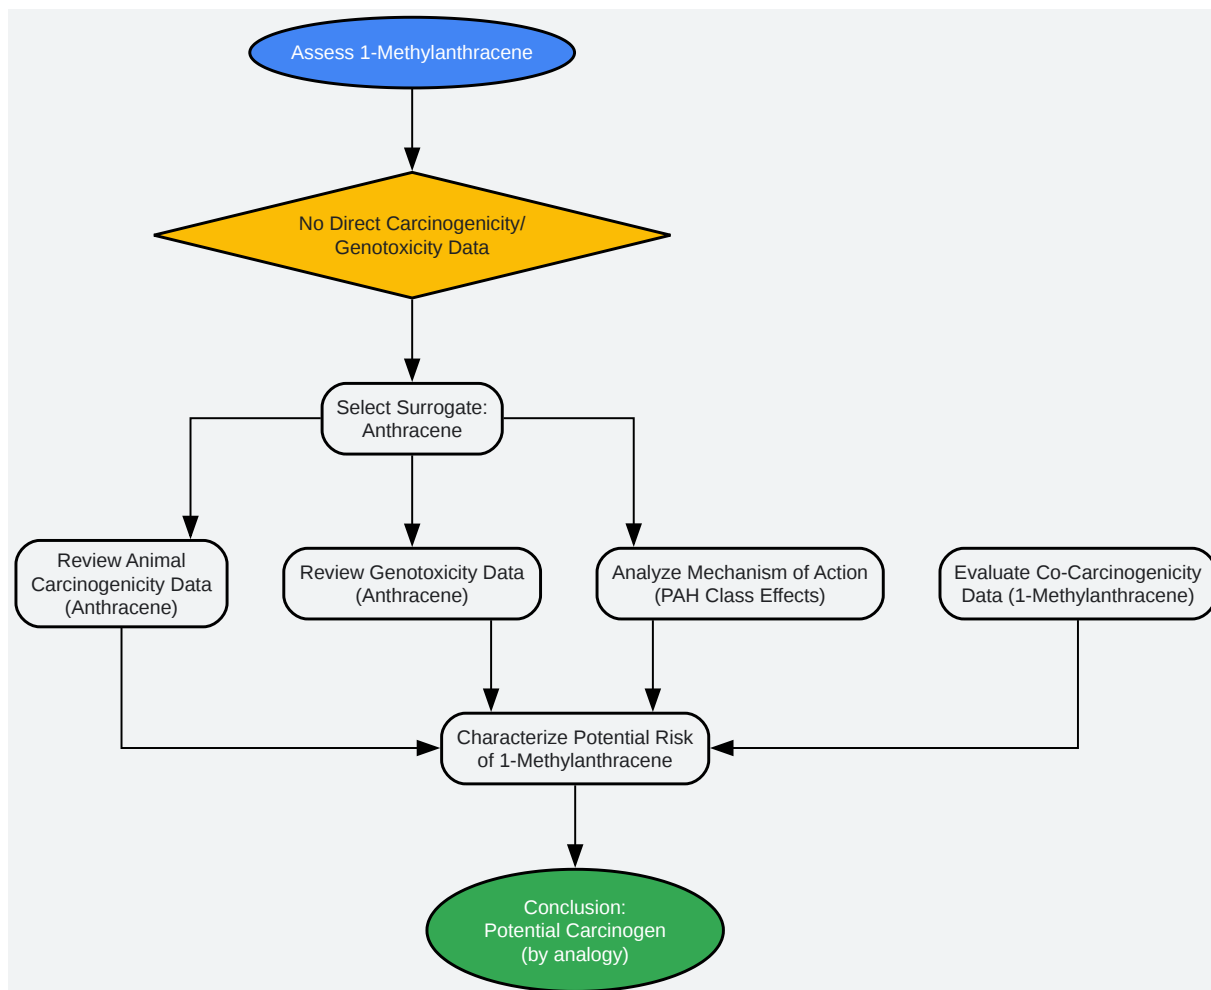 Assess 1-Methylanthracene
No Direct Carcinogenicity/
Genotoxicity Data
Select Surrogate:
Anthracene
Review Animal
Carcinogenicity Data
(Anthracene)
Review Genotoxicity Data
(Anthracene)
Analyze Mechanism of Action
(PAH Class Effects)
Evaluate Co-Carcinogenicity
Data (1-Methylanthracene)
Characterize Potential Risk
of 1-Methylanthracene
Conclusion:
Potential Carcinogen
(by analogy)